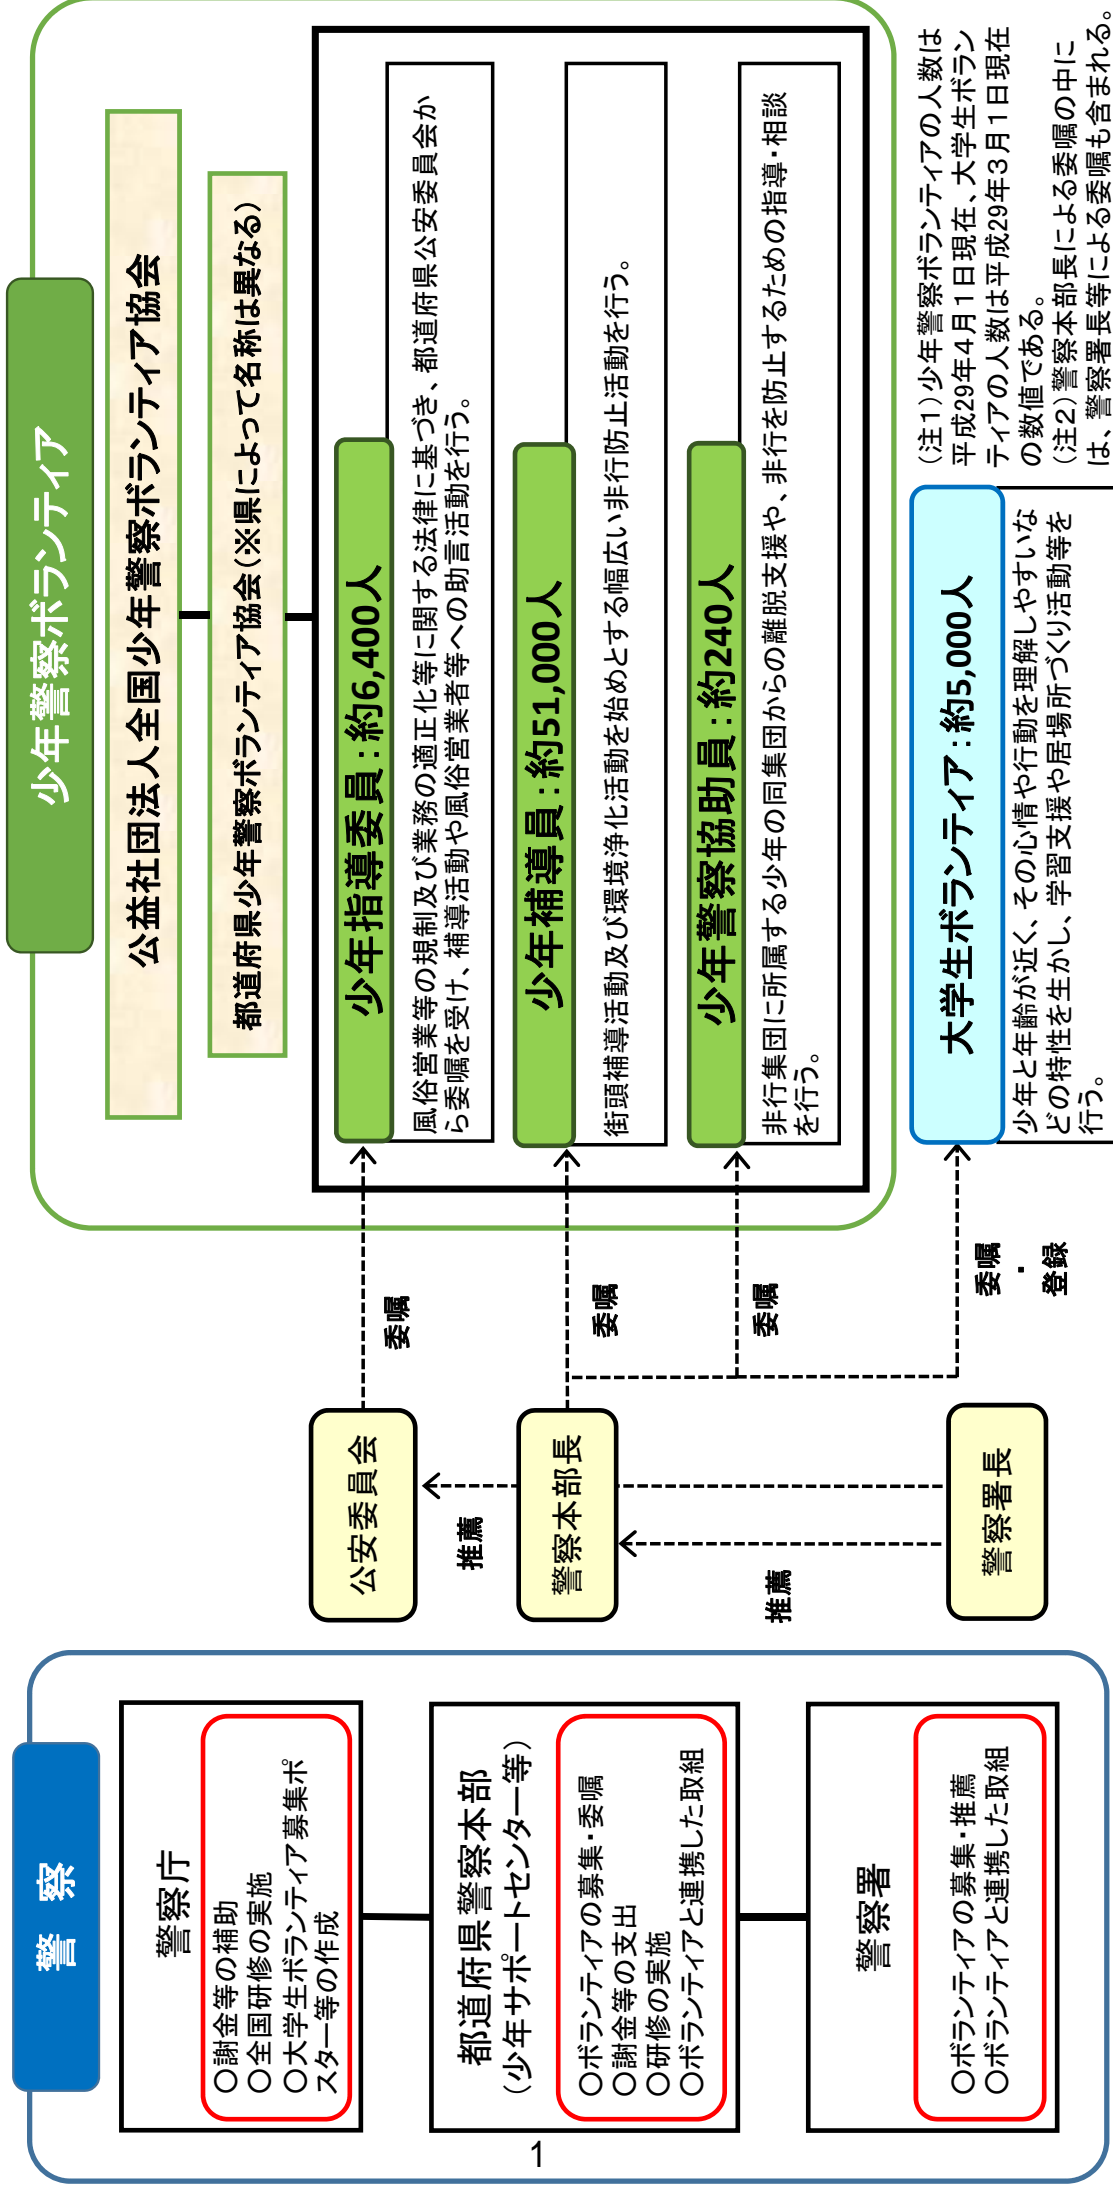 警　察
警察庁
○謝金等の補助
○全国研修の実施
○大学生ボランティア募集ポ
スター等の作成
都道府県警察本部
（少年サポートセンター等）
○ボランティアの募集・委嘱
○謝金等の支出
○研修の実施
○ボランティアと連携した取組
警察署
○ボランティアの募集・推薦
○ボランティアと連携した取組
公安委員会
推薦
警察本部長
推薦
警察署長
委嘱
委嘱
委嘱
委嘱
・
登録
少年警察ボランティア
公益社団法人全国少年警察ボランティア協会
都道府県少年警察ボランティア協会（※県によって名称は異なる）
少年指導委員：約6,400人
風俗営業等の規制及び業務の適正化等に関する法律に基づき、都道府県公安委員会か
ら委嘱を受け、補導活動や風俗営業者等への助言活動を行う。
少年補導員：約51,000人
街頭補導活動及び環境浄化活動を始めとする幅広い非行防止活動を行う。
少年警察協助員：約240人
非行集団に所属する少年の同集団からの離脱支援や、非行を防止するための指導・相談
を行う。
大学生ボランティア：約5,000人
少年と年齢が近く、その心情や行動を理解しやすいな
どの特性を生かし、学習支援や居場所づくり活動等を
行う。
（注１）少年警察ボランティアの人数は
平成29年４月１日現在、大学生ボラン
ティアの人数は平成29年３月１日現在
の数値である。
（注２）警察本部長による委嘱の中に
は、警察署長等による委嘱も含まれる。
1